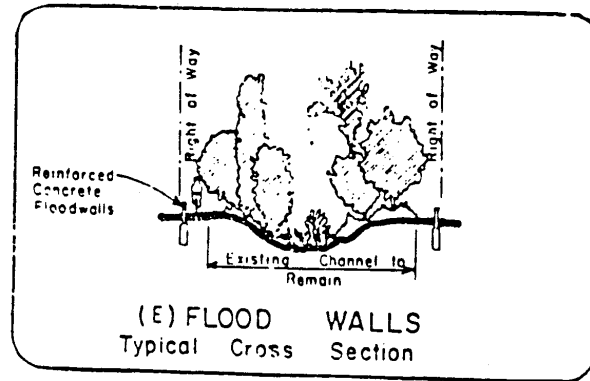 Right of Way
Right of Way
Reinforced
Concrete
Floodwalls
Existing Channel to
Remain
(E) FLOOD WALLS
Typical Cross Section